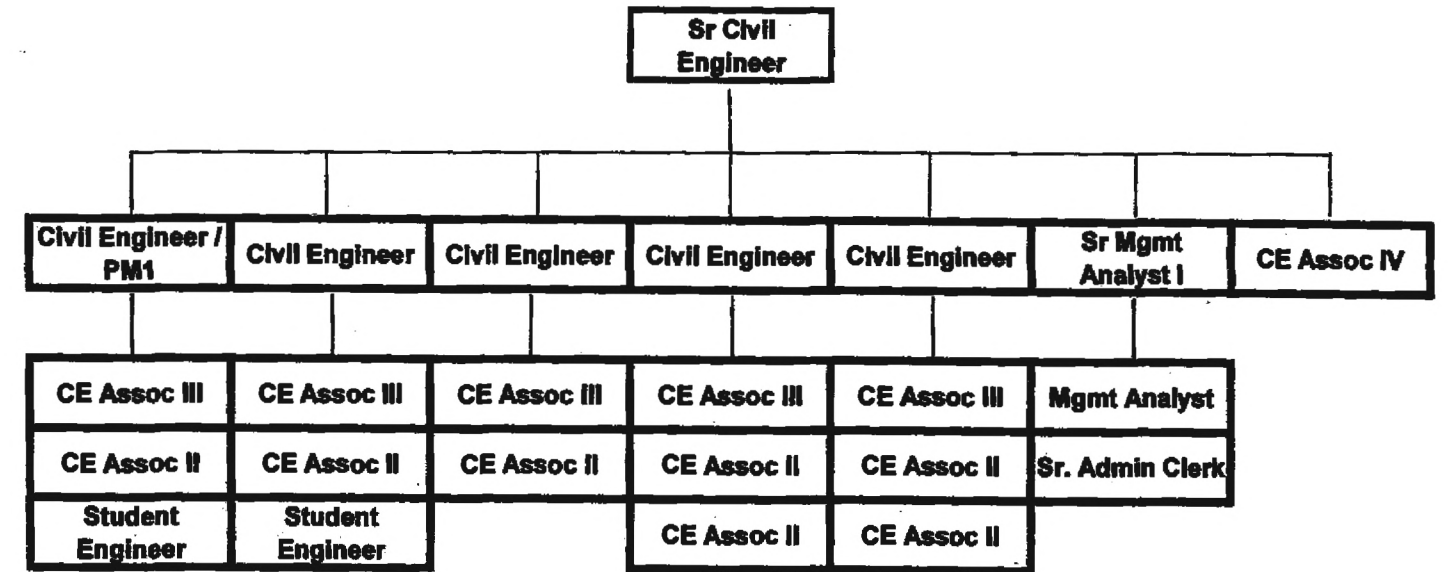 Sr Civil
Engineer
Civil Engineer /
PM1
Civil Engineer
Civil Engineer
Civil Engineer
Civil Engineer
Sr Mgmt
Analyst I
CE Assoc IV
CE Assoc III
CE Assoc III
CE Assoc III
CE Assoc III
CE Assoc III
Mgmt Analyst
CE Assoc II
CE Assoc II
CE Assoc II
CE Assoc II
CE Assoc II
Sr. Admin Clerk
Student
Engineer
Student
Engineer
CE Assoc II
CE Assoc II